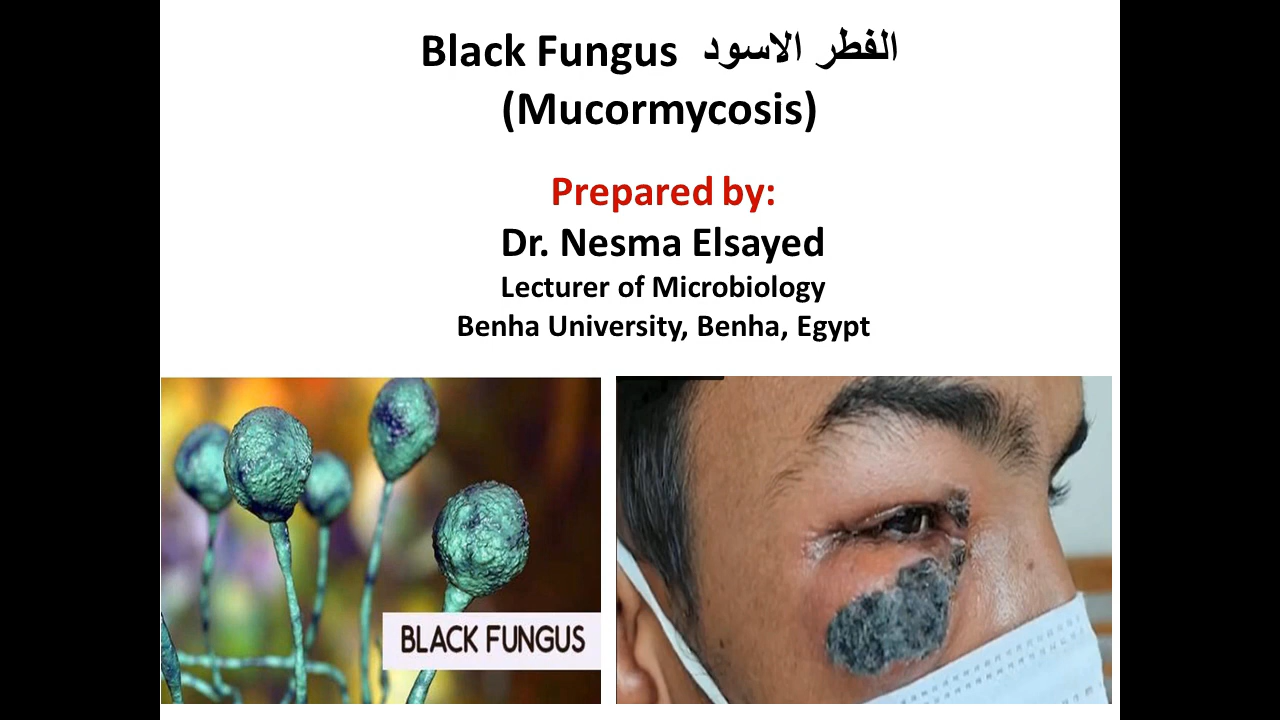 Black Fungus الفطر الاسود
(Mucormycosis)
Prepared by:
Dr. Nesma Elsayed
Lecturer of Microbiology
Benha University, Benha, Egypt
BLACK FUNGUS